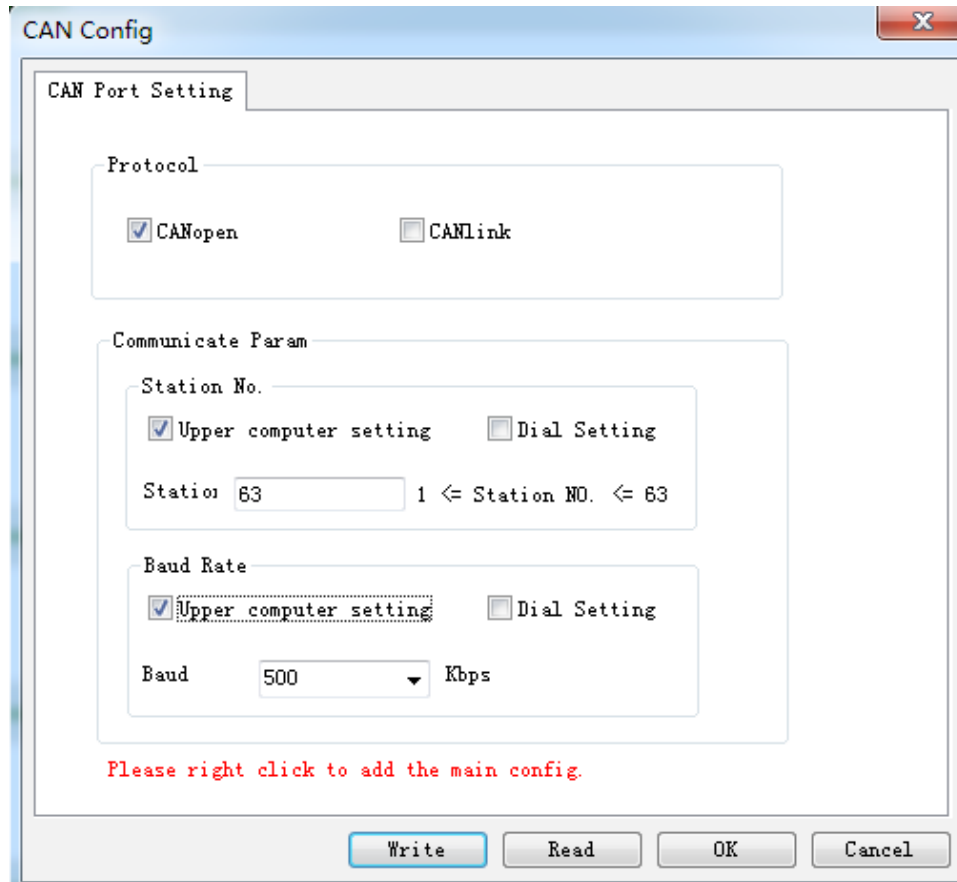 CAN Config
CAN Port Setting
Protocol
CANopen CANlink
Communicate Param
Station No.
Upper computer setting Dial Setting
Station 63 1 <= Station NO. <= 63
Baud Rate
Upper computer setting Dial Setting
Baud 500 Kbps
Please right click to add the main config.
Write Read OK Cancel